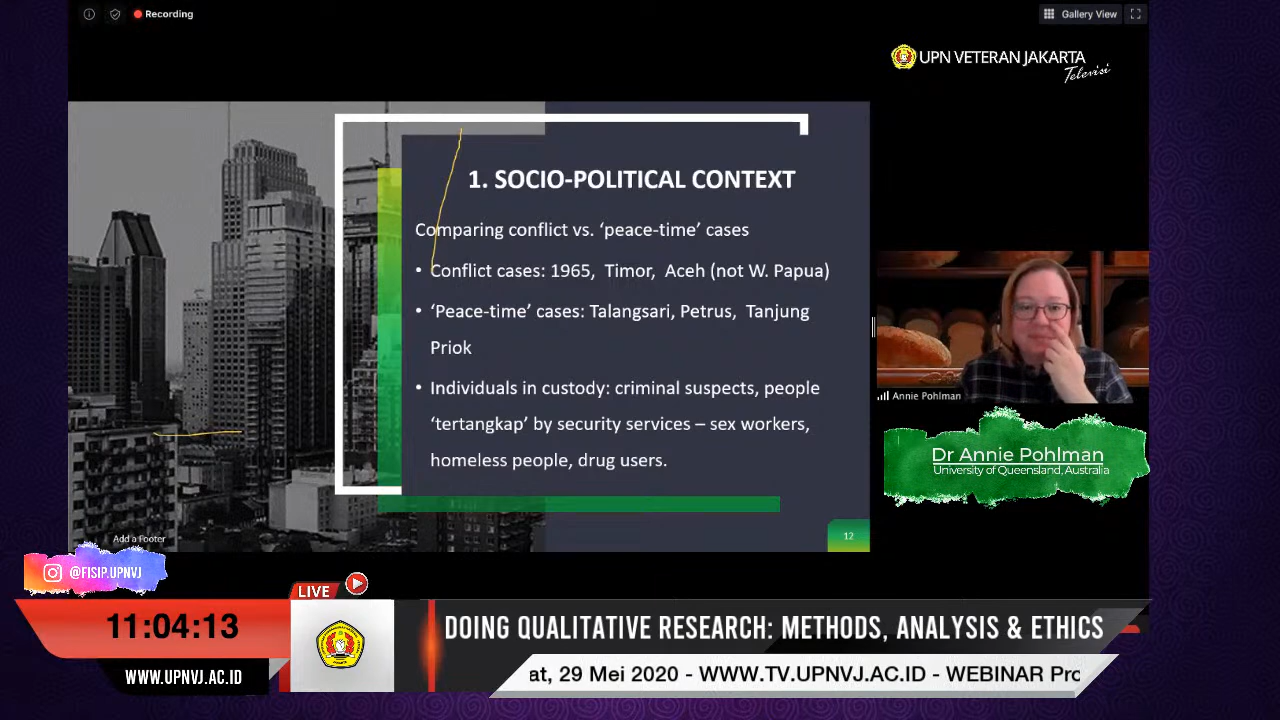 Recording
Gallery View
UPN VETERAN JAKARTA
Televisi
1. SOCIO-POLITICAL CONTEXT
Comparing conflict vs. ‘peace-time’ cases
• Conflict cases: 1965, Timor, Aceh (not W. Papua)
• ‘Peace-time’ cases: Talangsari, Petrus, Tanjung
Priok
• Individuals in custody: criminal suspects, people
‘tertangkap’ by security services – sex workers,
homeless people, drug users.
Add a Footer
12
Annie Pohlman
Dr Annie Pohlman
University of Queensland, Australia
@FISIP.UPNVJ
LIVE
11:04:13
DOING QUALITATIVE RESEARCH: METHODS, ANALYSIS & ETHICS
WWW.UPNVJ.AC.ID
at, 29 Mei 2020 - WWW.TV.UPNVJ.AC.ID - WEBINAR Pro